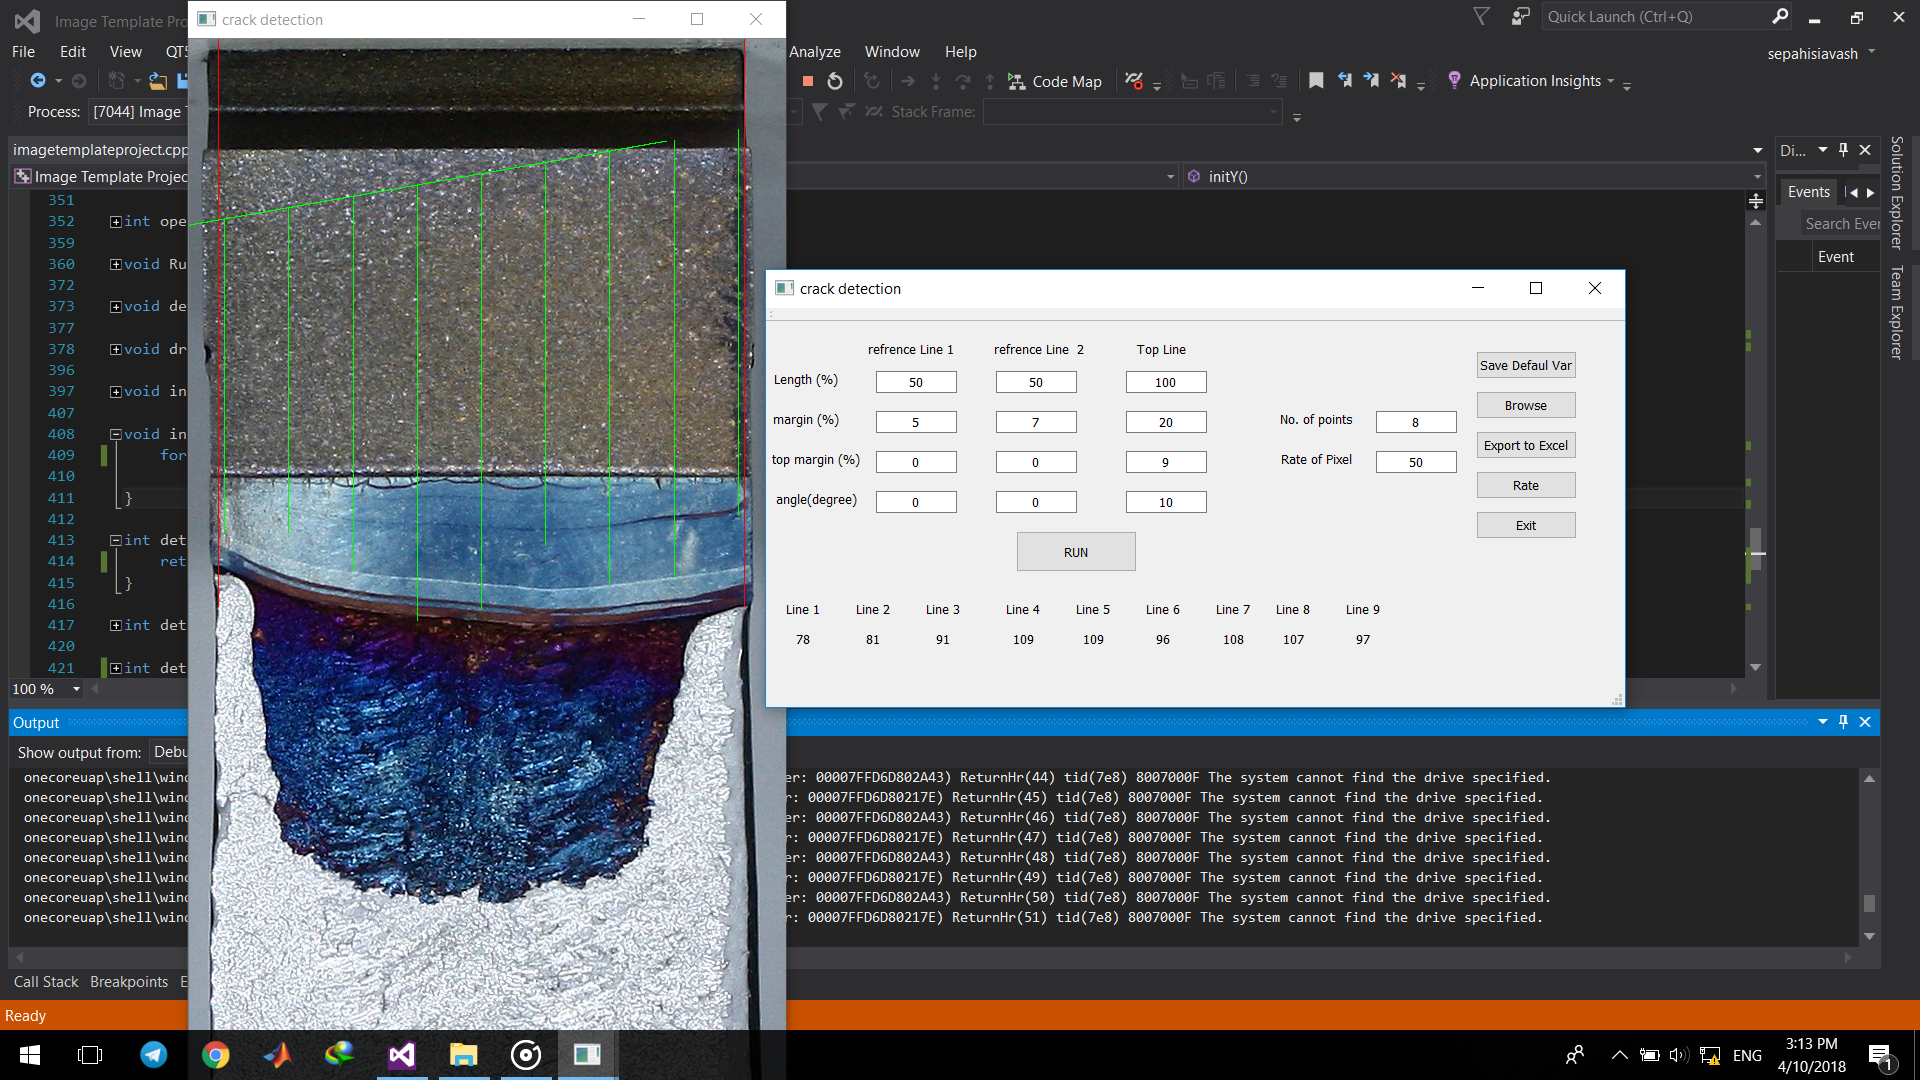 Image Template Pro
Quick Launch (Ctrl+Q)
File Edit View QT5
Analyze Window Help
sepahisiavash
Code Map
Application Insights
Process: [7044] Image T
Stack Frame:
imagetemplateproject.cpp
Image Template Projec
initY()
351
352 int ope
359
360 void Ru
372
373 void de
377
378 void dr
396
397 void in
407
408 void in
409 for
410
411 }
412
413 int det
414 ret
415 }
416
417 int det
420
421 int det
100 %
crack detection
crack detection
refrence Line 1 refrence Line 2 Top Line
Length (%) 50 50 100
margin (%) 5 7 20
top margin (%) 0 0 9
angle(degree) 0 0 10
No. of points 8
Rate of Pixel 50
Save Defaul Var
Browse
Export to Excel
Rate
Exit
RUN
Line 1 Line 2 Line 3 Line 4 Line 5 Line 6 Line 7 Line 8 Line 9
78 81 91 109 109 96 108 107 97
Di...
Events
Search Ever
Event
Solution Explorer
Team Explorer
Output
Show output from: Debu
onecoreuap\shell\wind er: 00007FFD6D802A43) ReturnHr(44) tid(7e8) 8007000F The system cannot find the drive specified.
onecoreuap\shell\wind r: 00007FFD6D80217E) ReturnHr(45) tid(7e8) 8007000F The system cannot find the drive specified.
onecoreuap\shell\wind er: 00007FFD6D802A43) ReturnHr(46) tid(7e8) 8007000F The system cannot find the drive specified.
onecoreuap\shell\wind r: 00007FFD6D80217E) ReturnHr(47) tid(7e8) 8007000F The system cannot find the drive specified.
onecoreuap\shell\wind er: 00007FFD6D802A43) ReturnHr(48) tid(7e8) 8007000F The system cannot find the drive specified.
onecoreuap\shell\wind r: 00007FFD6D80217E) ReturnHr(49) tid(7e8) 8007000F The system cannot find the drive specified.
onecoreuap\shell\wind er: 00007FFD6D802A43) ReturnHr(50) tid(7e8) 8007000F The system cannot find the drive specified.
onecoreuap\shell\wind r: 00007FFD6D80217E) ReturnHr(51) tid(7e8) 8007000F The system cannot find the drive specified.
Call Stack Breakpoints E
Ready
ENG
3:13 PM
4/10/2018
1